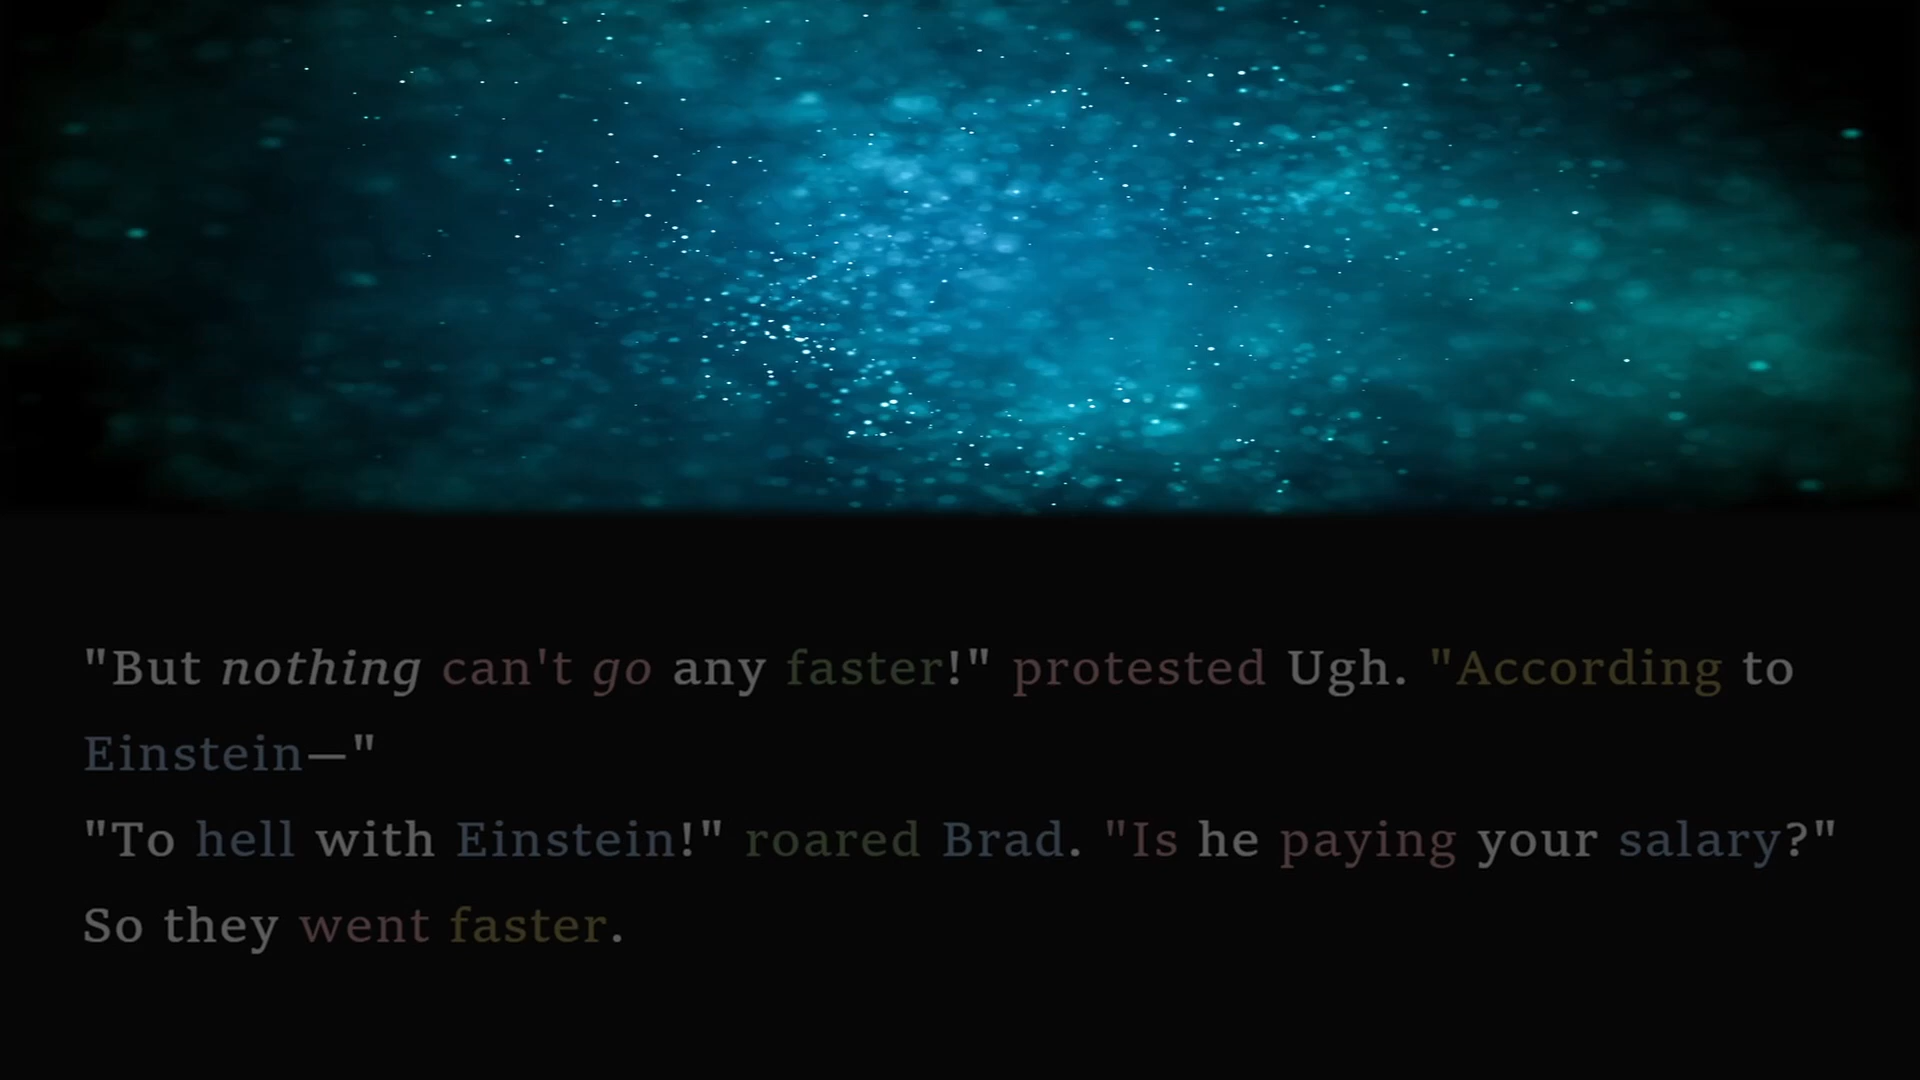 "But nothing can't go any faster!" protested Ugh. "According to
Einstein—"
"To hell with Einstein!" roared Brad. "Is he paying your salary?"
So they went faster.